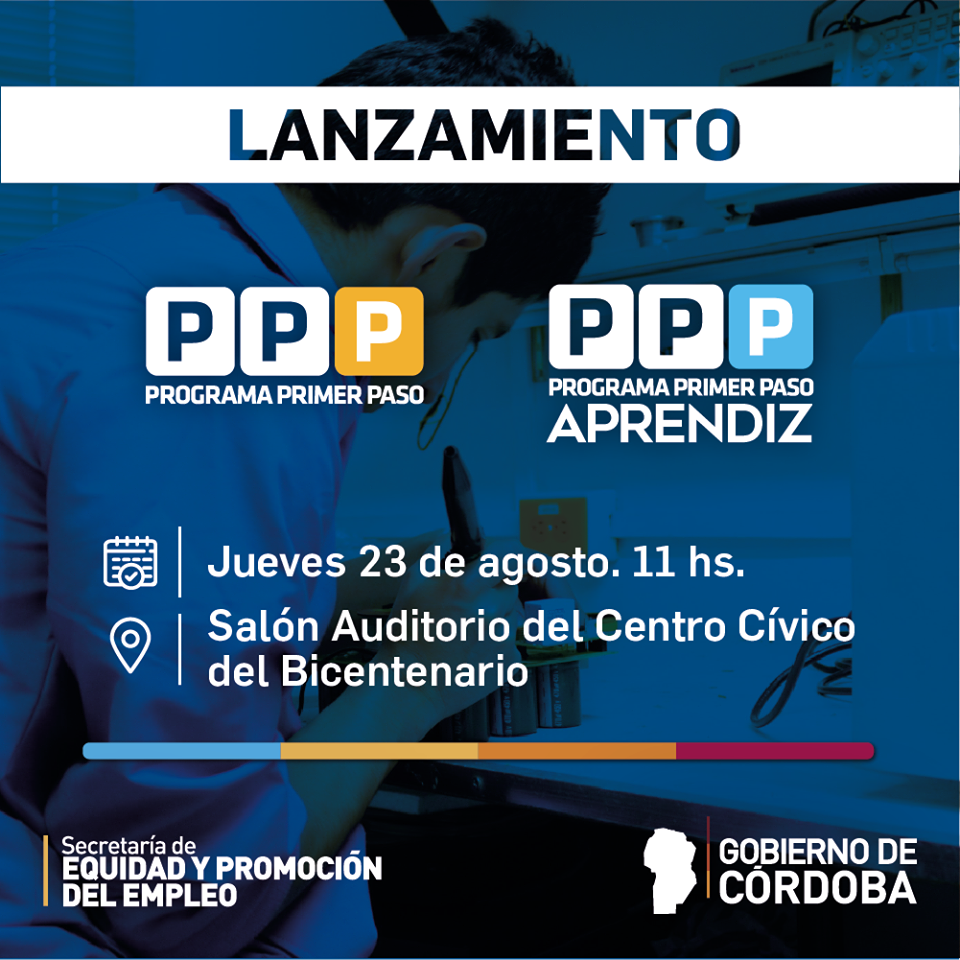 LANZAMIENTO
PPP
PROGRAMA PRIMER PASO
PPP
PROGRAMA PRIMER PASO
APRENDIZ
Jueves 23 de agosto. 11 hs.
Salón Auditorio del Centro Cívico
del Bicentenario
Secretaría de
EQUIDAD Y PROMOCIÓN
DEL EMPLEO
GOBIERNO DE
CÓRDOBA